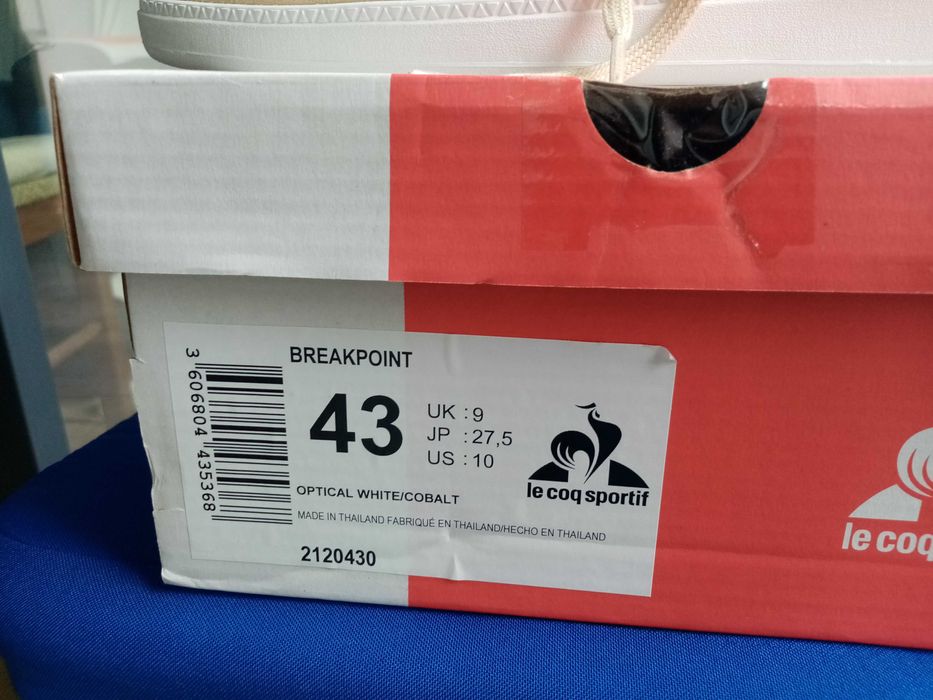 BREAKPOINT
3 606804 435368
43
UK : 9
JP : 27,5
US : 10
le coq sportif
OPTICAL WHITE/COBALT
MADE IN THAILAND FABRIQUÉ EN THAILAND/HECHO EN THAILAND
2120430
le coq